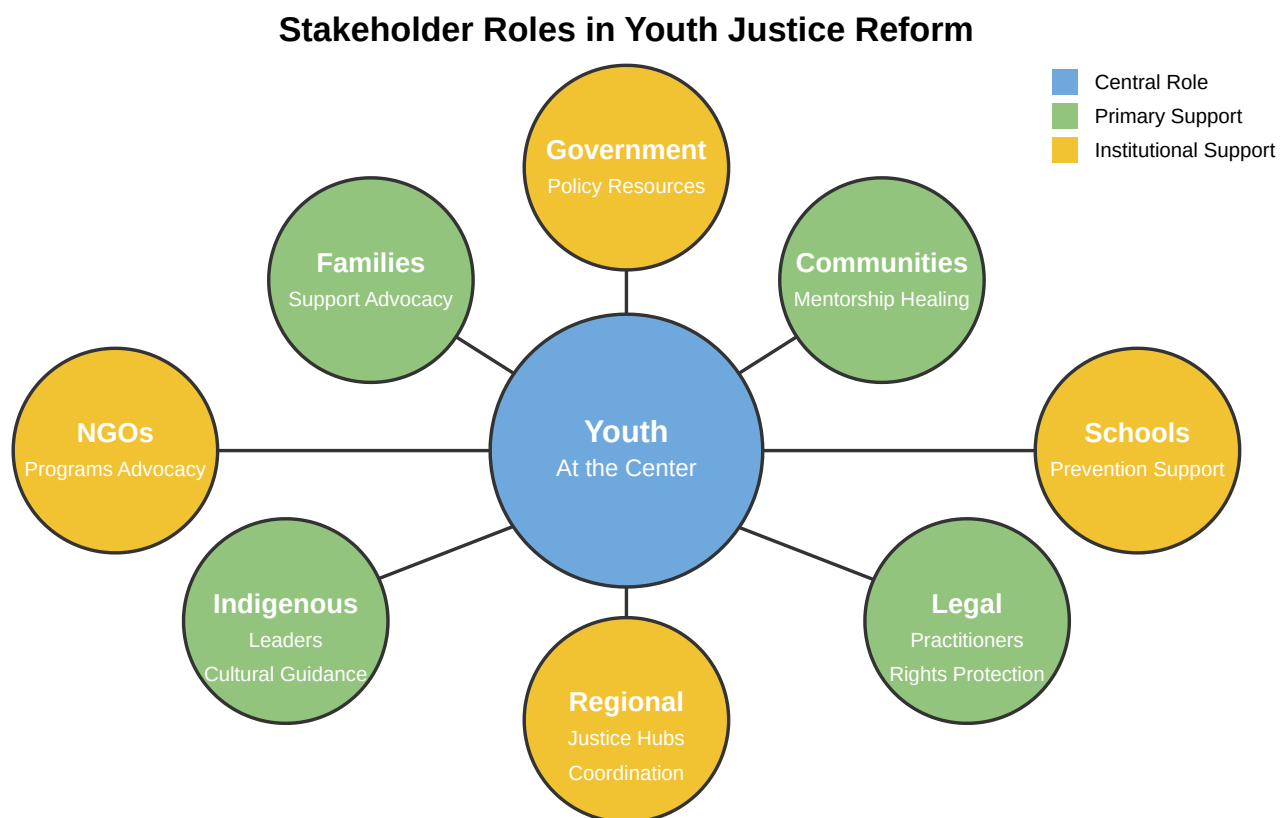 Stakeholder Roles in Youth Justice Reform
Central Role
Primary Support
Institutional Support
Government
Policy Resources
Families
Support Advocacy
Communities
Mentorship Healing
NGOs
Programs Advocacy
Youth
At the Center
Schools
Prevention Support
Indigenous
Leaders
Cultural Guidance
Legal
Practitioners
Rights Protection
Regional
Justice Hubs
Coordination